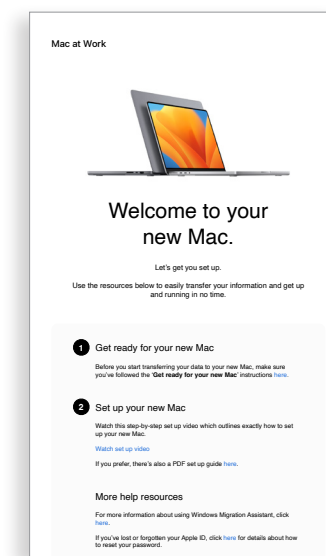 Mac at Work
Welcome to your
new Mac.
Let's get you set up.
Use the resources below to easily transfer your information and get up
and running in no time.
1 Get ready for your new Mac
Before you start transferring your data to your new Mac, make sure
you've followed the 'Get ready for your new Mac' instructions here.
2 Set up your new Mac
Watch this step-by-step set up video which outlines exactly how to set
up your new Mac.
Watch set up video
If you prefer, there's also a PDF set up guide here.
More help resources
For more information about using Windows Migration Assistant, click
here.
If you've lost or forgotten your Apple ID, click here for details about how
to reset your password.